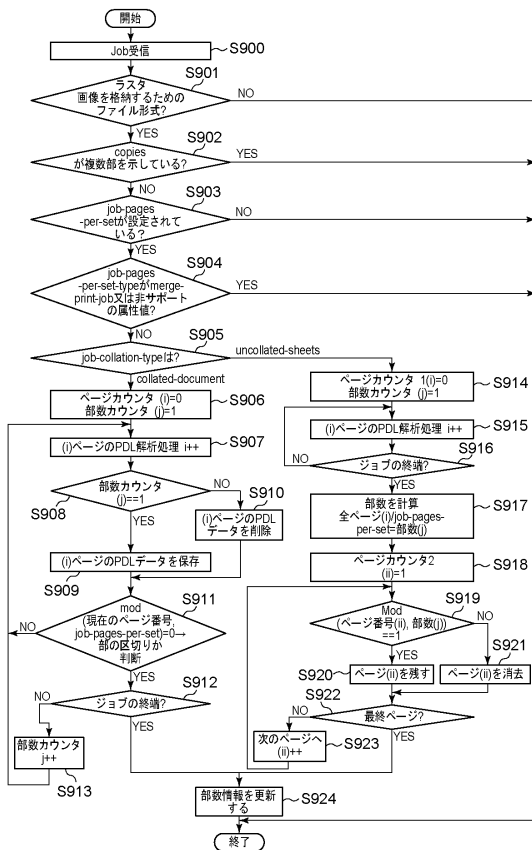 開始
Job受信
S900
S901
ラスタ
画像を格納するための
ファイル形式?
NO
YES
S902
copies
が複数部を示している?
YES
NO
S903
job-pages
-per-setが設定されて
いる?
NO
YES
S904
job-pages
-per-set-typeがmerge-
print-job又は非サポート
の属性値?
YES
NO
S905
job-collation-typeは?
uncollated-sheets
collated-document
ページカウンタ (i)=0
部数カウンタ (j)=1
S906
(i)ページのPDL解析処理 i++
S907
部数カウンタ
(j)==1
S908
NO
S910
(i)ページのPDL
データを削除
YES
(i)ページのPDLデータを保存
S909
mod
(現在のページ番号,
job-pages-per-set)=0→
部の区切りか
判断
S911
NO
YES
S912
ジョブの終端?
NO
YES
部数カウンタ
j++
S913
ページカウンタ 1(i)=0
部数カウンタ (j)=1
S914
(i)ページのPDL解析処理 i++
S915
S916
ジョブの終端?
NO
YES
部数を計算
全ページ(i)/job-pages-
per-set=部数(j)
S917
ページカウンタ2
(ii)=1
S918
Mod
(ページ番号(ii), 部数(j))
==1
S919
NO
YES
S920
ページ(ii)を残す
S921
ページ(ii)を消去
S922
最終ページ?
NO
YES
次のページへ
(ii)++
S923
部数情報を更新
する
S924
終了